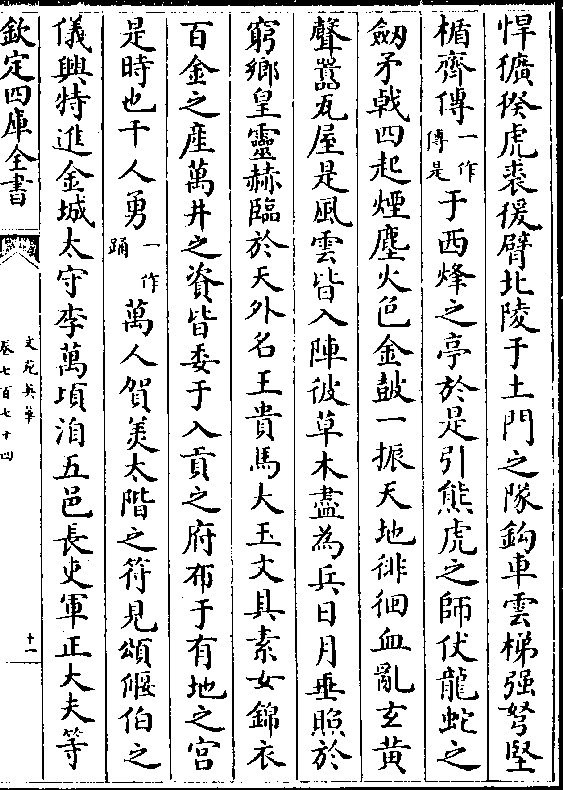 悍獷猰虎裘猨臂北陵于土門之隊鈎車雲梯强弩堅
楯齊傳一作傳是于西烽之亭於是引熊虎之師伏龍蛇之
劔矛戟四起煙塵火色金鼓一振天地徘徊血亂玄黄
聲囂瓦屋是風雲皆入陣彼草木盡為兵日月垂照於
窮鄉皇靈赫臨於天外名王貴馬大玉文具素女錦衣
百金之產萬井之資皆委于入貢之府布于有地之宫
是時也千人勇一作踴萬人賀美太階之符見頌偃伯之
儀興特進金城太守李萬頃洎五邑長史軍正大夫等
欽定四庫全書
文苑英華
卷七百七十四
十一